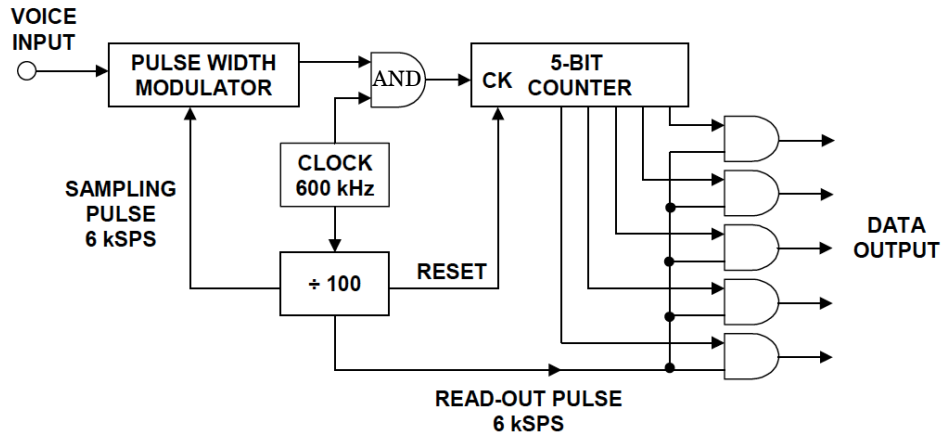 VOICE
INPUT
PULSE WIDTH
MODULATOR
AND
5-BIT
CK COUNTER
CLOCK
600 kHz
SAMPLING
PULSE
6 kSPS
÷ 100
RESET
DATA
OUTPUT
READ-OUT PULSE
6 kSPS